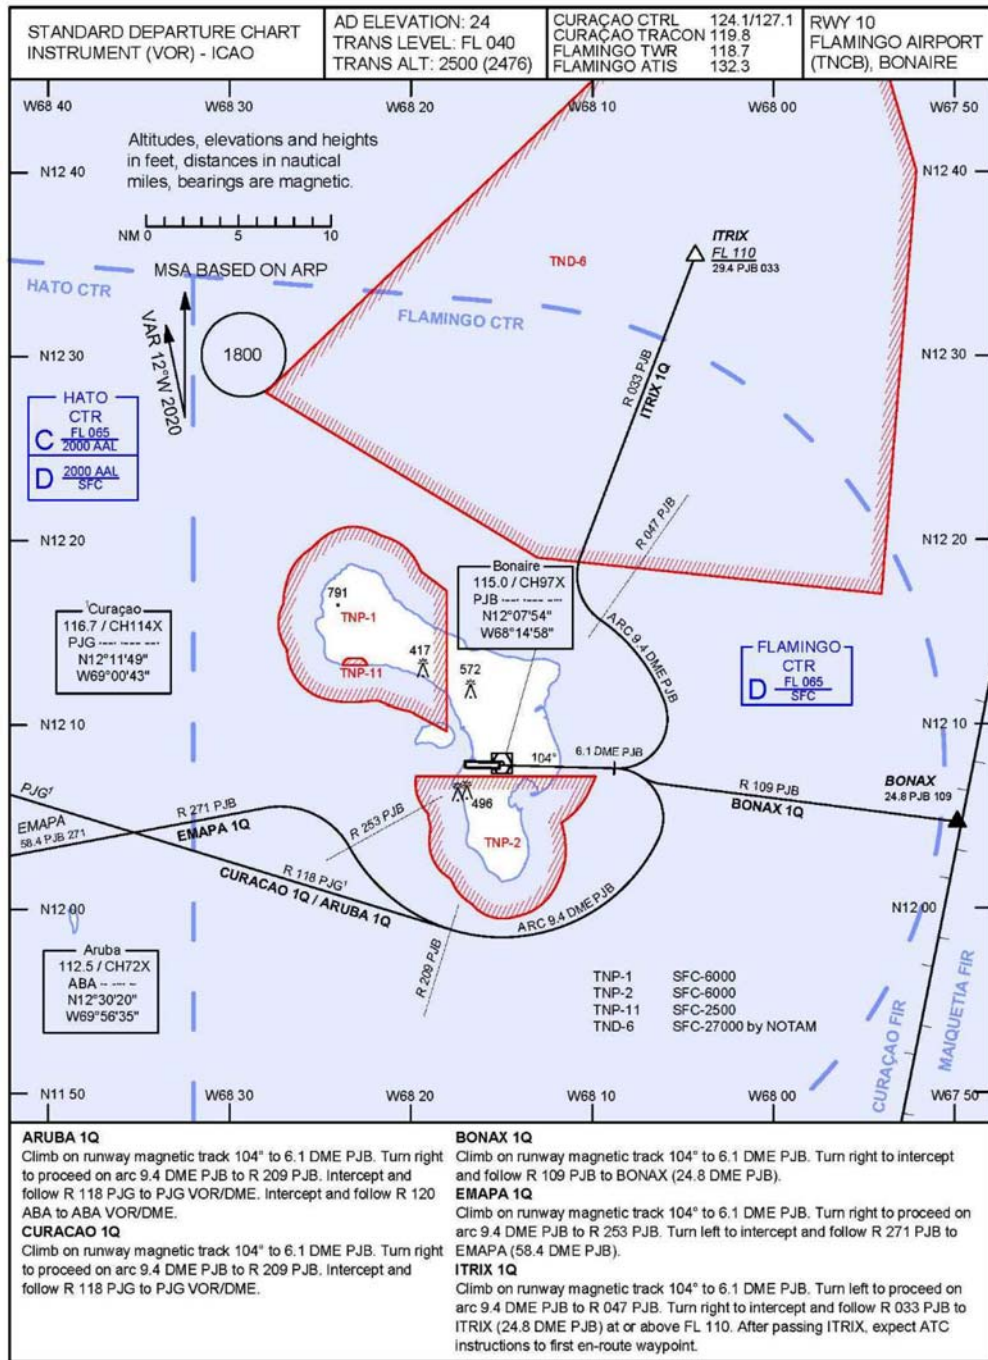 STANDARD DEPARTURE CHART
INSTRUMENT (VOR) - ICAO
AD ELEVATION: 24
TRANS LEVEL: FL 040
TRANS ALT: 2500 (2476)
CURAÇAO CTRL 124.1/127.1
CURAÇAO TRACON 119.8
FLAMINGO TWR 118.7
FLAMINGO ATIS 132.3
RWY 10
FLAMINGO AIRPORT
(TNCB), BONAIRE
W68 40
W68 30
W68 20
W68 10
W68 00
W67 50
Altitudes, elevations and heights
in feet, distances in nautical
miles, bearings are magnetic.
N12 40
N12 40
NM 0 5 10
MSA BASED ON ARP
ITRIX
FL 110
29.4 PJB 033
TND-6
HATO CTR
FLAMINGO CTR
VAR 12°W 2020
1800
N12 30
N12 30
R 033 PJB
ITRIX 1Q
HATO
CTR
C FL 065
2000 AAL
D 2000 AAL
SFC
R 047 PJB
N12 20
N12 20
Bonaire
115.0 / CH97X
PJB .--. .--- -...
N12°07'54"
W68°14'58"
791
TNP-1
¹Curaçao
116.7 / CH114X
PJG .--. .--- --.
N12°11'49"
W69°00'43"
417
TNP-11
572
ARC 9.4 DME PJB
FLAMINGO
CTR
D FL 065
SFC
N12 10
N12 10
6.1 DME PJB
104°
PJG¹
EMAPA
58.4 PJB 271
R 271 PJB
EMAPA 1Q
R 253 PJB
496
TNP-2
R 109 PJB
BONAX 1Q
BONAX
24.8 PJB 109
R 118 PJG¹
CURACAO 1Q / ARUBA 1Q
ARC 9.4 DME PJB
N12 00
N12 00
R 209 PJB
Aruba
112.5 / CH72X
ABA .- -... .-
N12°30'20"
W69°56'35"
TNP-1 SFC-6000
TNP-2 SFC-6000
TNP-11 SFC-2500
TND-6 SFC-27000 by NOTAM
CURAÇAO FIR
MAIQUETIA FIR
N11 50
W68 30
W68 20
W68 10
W68 00
W67 50
ARUBA 1Q
Climb on runway magnetic track 104° to 6.1 DME PJB. Turn right
to proceed on arc 9.4 DME PJB to R 209 PJB. Intercept and
follow R 118 PJG to PJG VOR/DME. Intercept and follow R 120
ABA to ABA VOR/DME.
CURACAO 1Q
Climb on runway magnetic track 104° to 6.1 DME PJB. Turn right
to proceed on arc 9.4 DME PJB to R 209 PJB. Intercept and
follow R 118 PJG to PJG VOR/DME.
BONAX 1Q
Climb on runway magnetic track 104° to 6.1 DME PJB. Turn right to intercept
and follow R 109 PJB to BONAX (24.8 DME PJB).
EMAPA 1Q
Climb on runway magnetic track 104° to 6.1 DME PJB. Turn right to proceed on
arc 9.4 DME PJB to R 253 PJB. Turn left to intercept and follow R 271 PJB to
EMAPA (58.4 DME PJB).
ITRIX 1Q
Climb on runway magnetic track 104° to 6.1 DME PJB. Turn left to proceed on
arc 9.4 DME PJB to R 047 PJB. Turn right to intercept and follow R 033 PJB to
ITRIX (24.8 DME PJB) at or above FL 110. After passing ITRIX, expect ATC
instructions to first en-route waypoint.